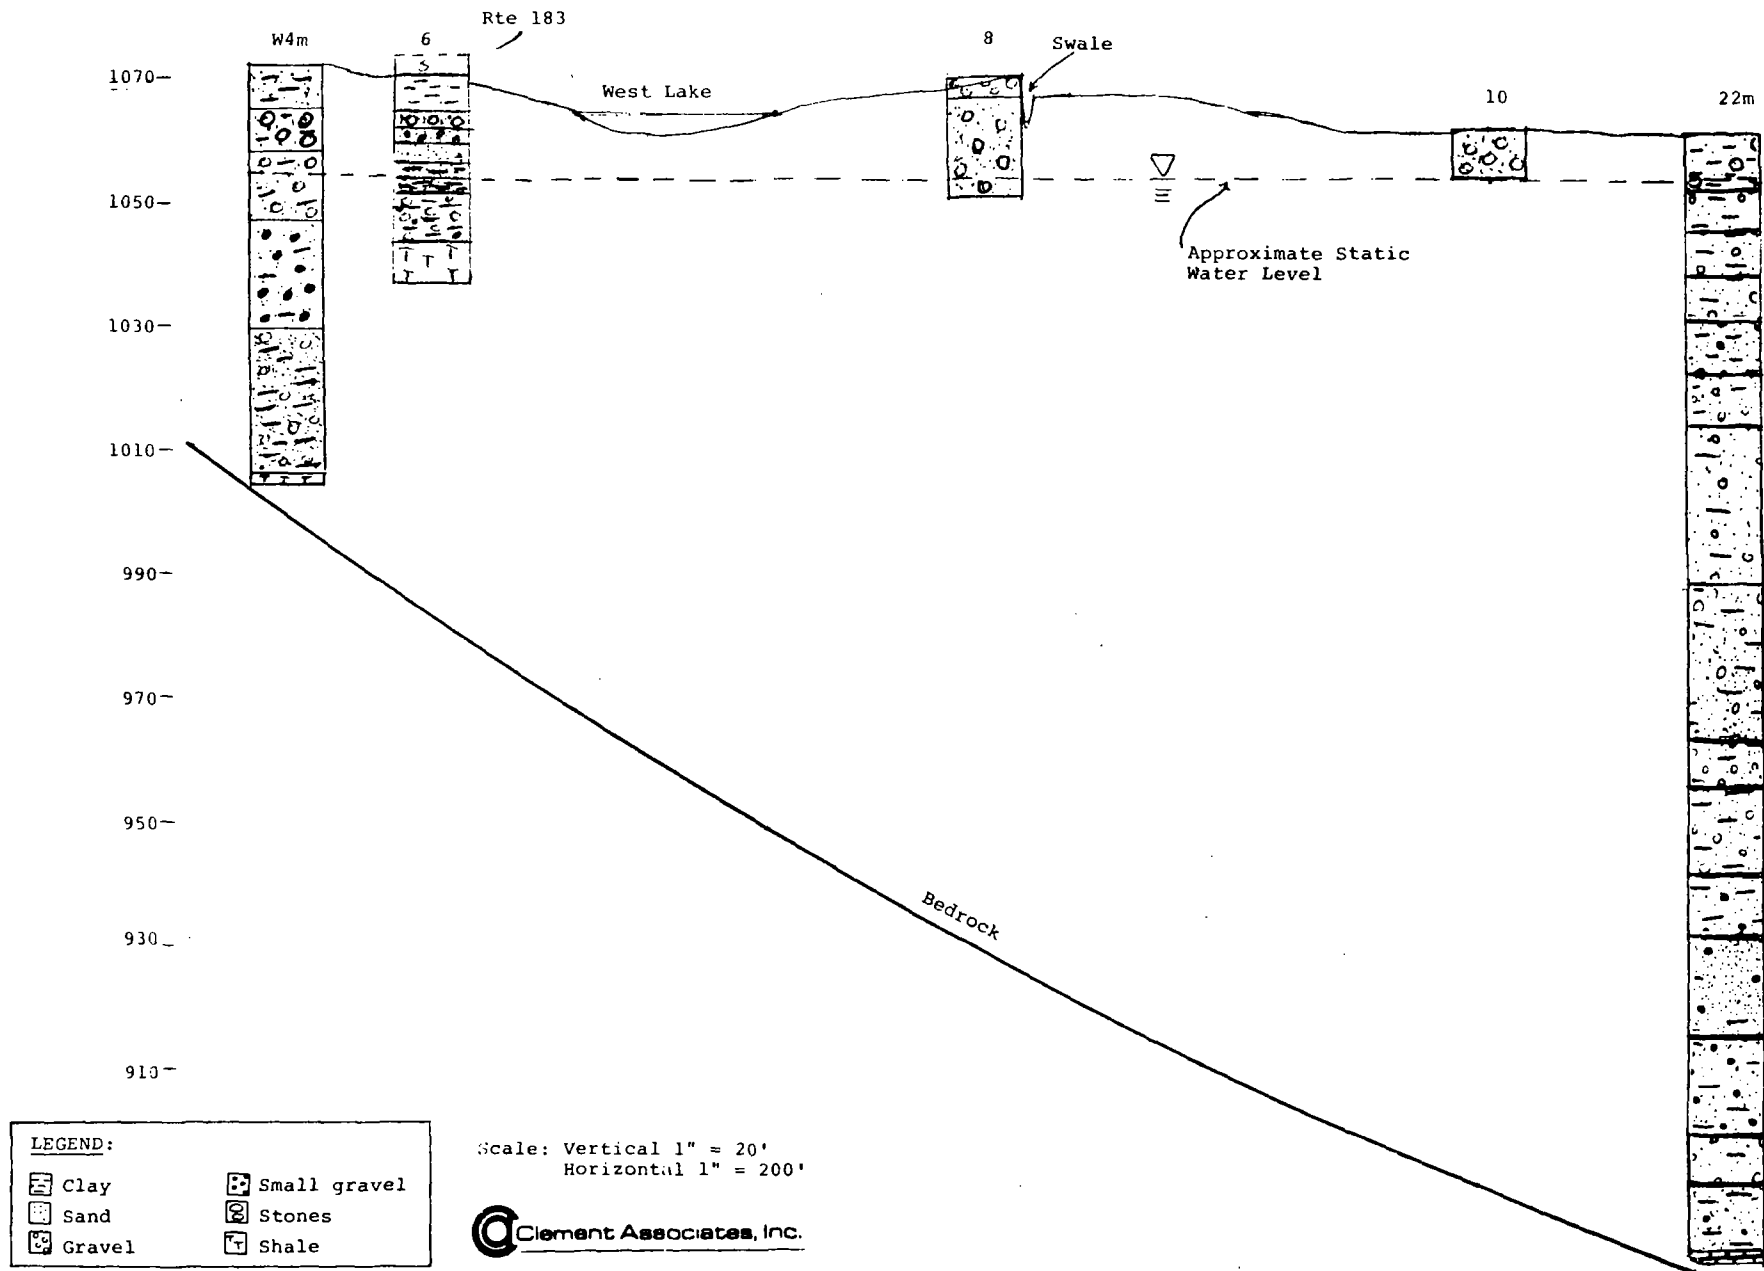 Rte 183
W4m
6
8
Swale
10
22m
1070
West Lake
1050
Approximate Static
Water Level
1030
1010
990
970
950
930
910
Bedrock
LEGEND:
Clay
Small gravel
Sand
Stones
Gravel
Shale
Scale: Vertical 1" = 20'
Horizontal 1" = 200'
Clement Associates, Inc.